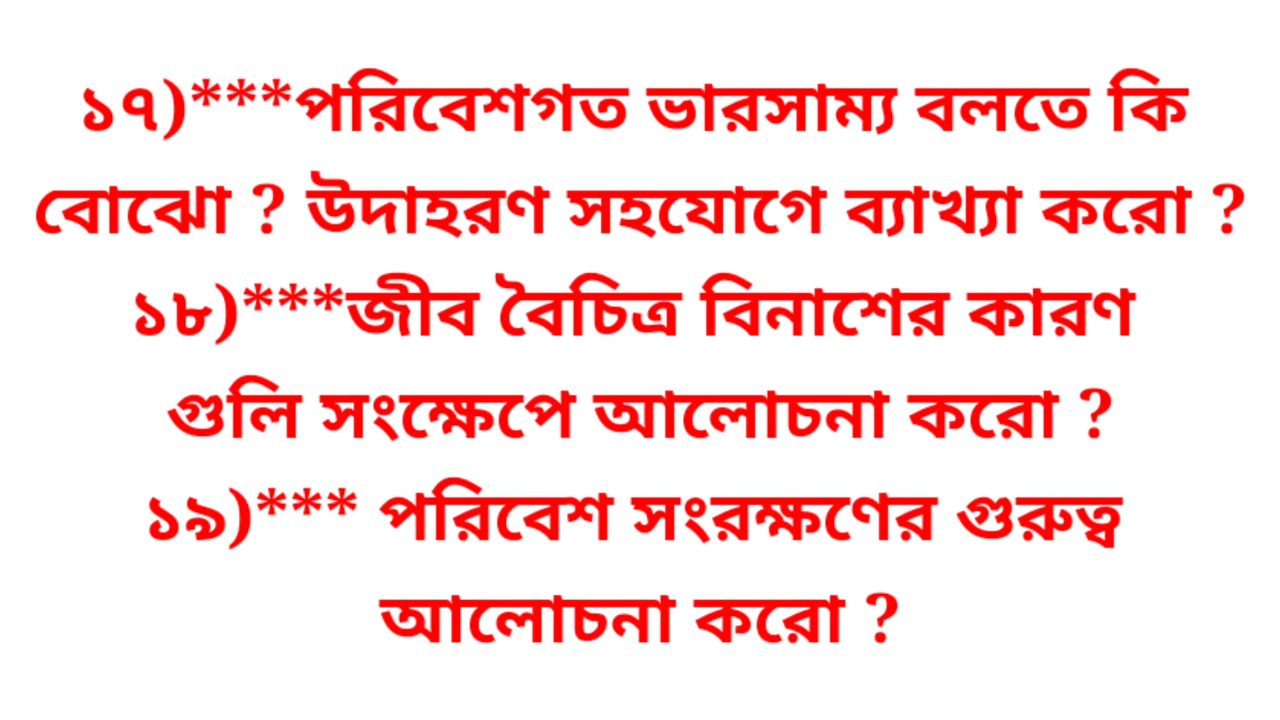 ১৭)***পরিবেশগত ভারসাম্য বলতে কি
বোঝো ? উদাহরণ সহযোগে ব্যাখ্যা করো ?
১৮)***জীব বৈচিত্র বিনাশের কারণ
গুলি সংক্ষেপে আলোচনা করো ?
১৯)*** পরিবেশ সংরক্ষণের গুরুত্ব
আলোচনা করো ?